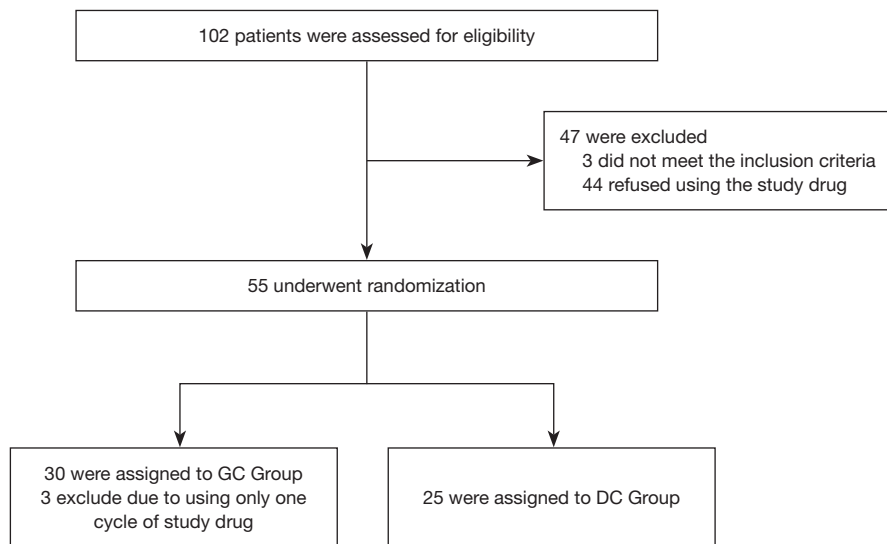 102 patients were assessed for eligibility
47 were excluded
3 did not meet the inclusion criteria
44 refused using the study drug
55 underwent randomization
30 were assigned to GC Group
3 exclude due to using only one
cycle of study drug
25 were assigned to DC Group